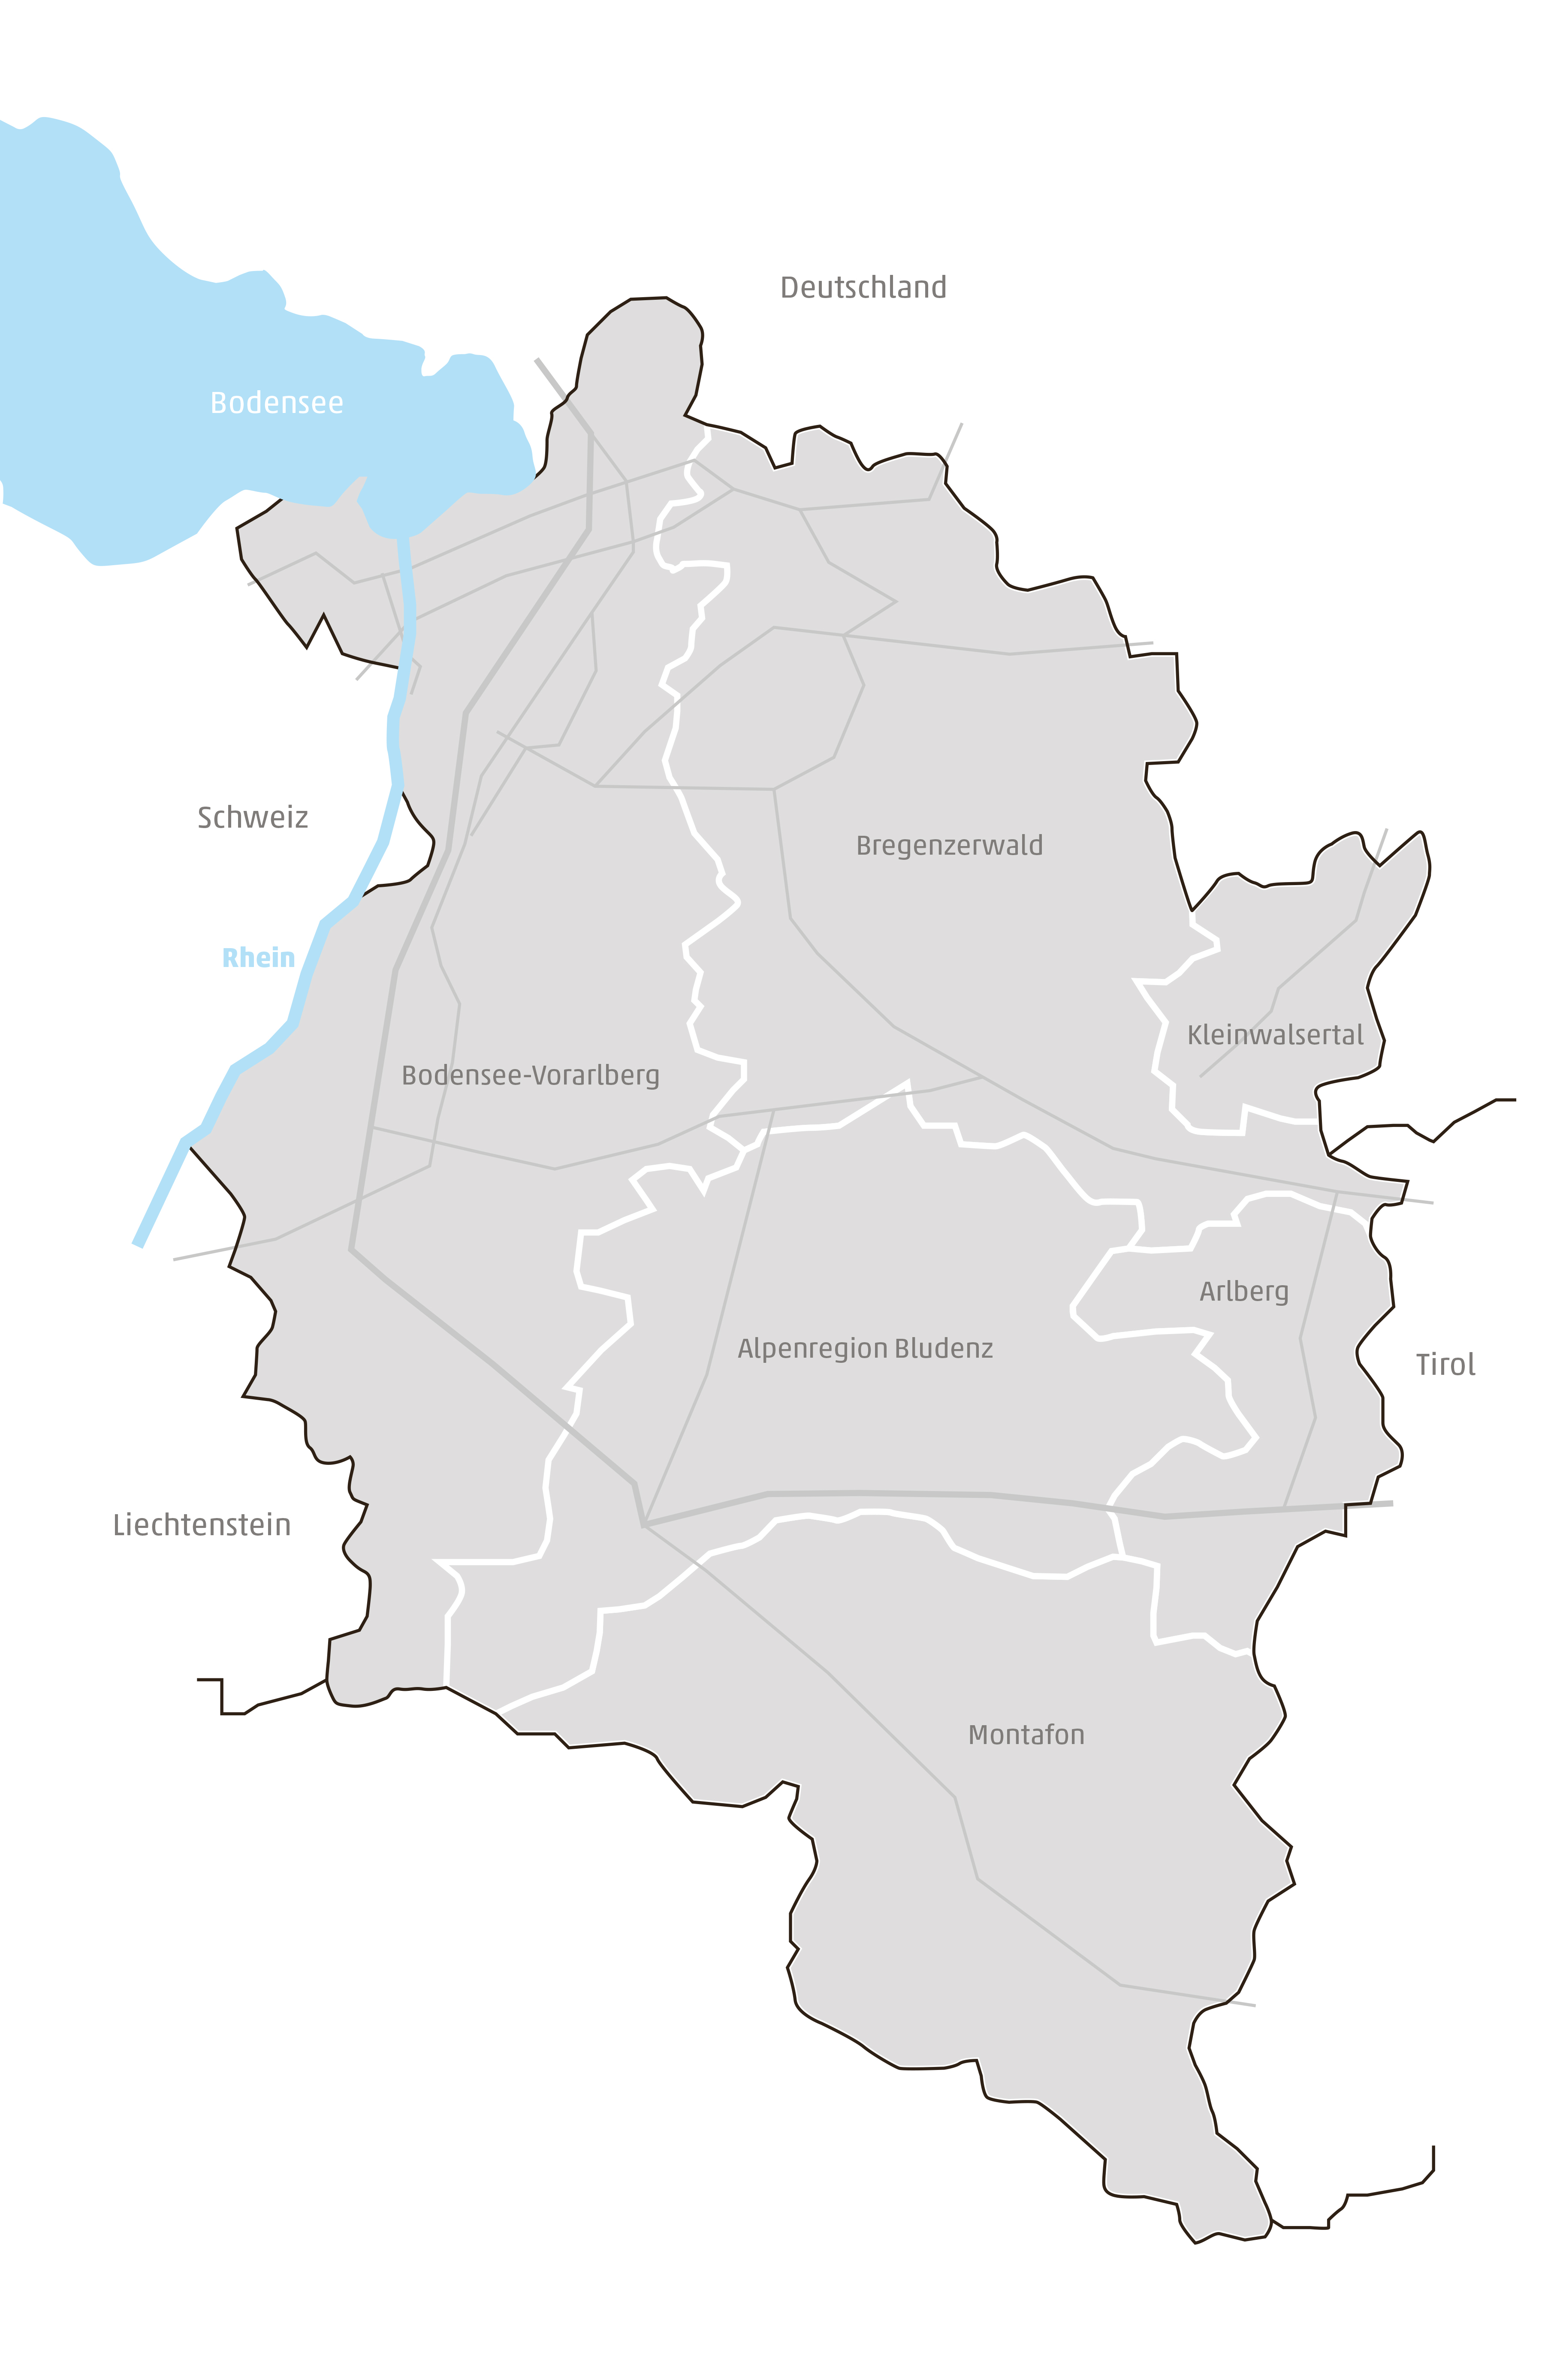 Deutschland
Bodensee
Schweiz
Bregenzerwald
Rhein
Kleinwalsertal
Bodensee-Vorarlberg
Arlberg
Alpenregion Bludenz
Tirol
Liechtenstein
Montafon